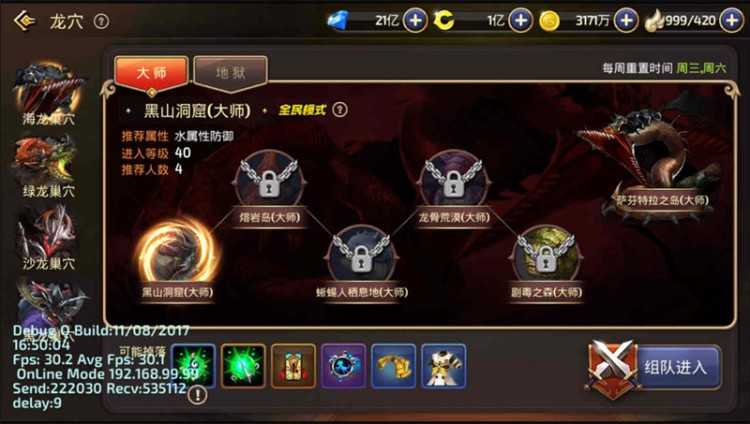 龙穴 ?
21亿
1亿
3171万
999/420
大师
地狱
每周重置时间 周三,周六
黑山洞窟(大师)
全民模式 ?
推荐属性 水属性防御
进入等级 40
推荐人数 4
海龙巢穴
绿龙巢穴
沙龙巢穴
熔岩岛(大师)
龙骨荒漠(大师)
萨芬特拉之岛(大师)
黑山洞窟(大师)
蜥蜴人栖息地(大师)
剧毒之森(大师)
可能掉落
组队进入
Debug Q Build:11/08/2017
16:50:04
Fps: 30.2 Avg Fps: 30.1
OnLine Mode 192.168.99.99
Send:222030 Recv:535112
delay:9